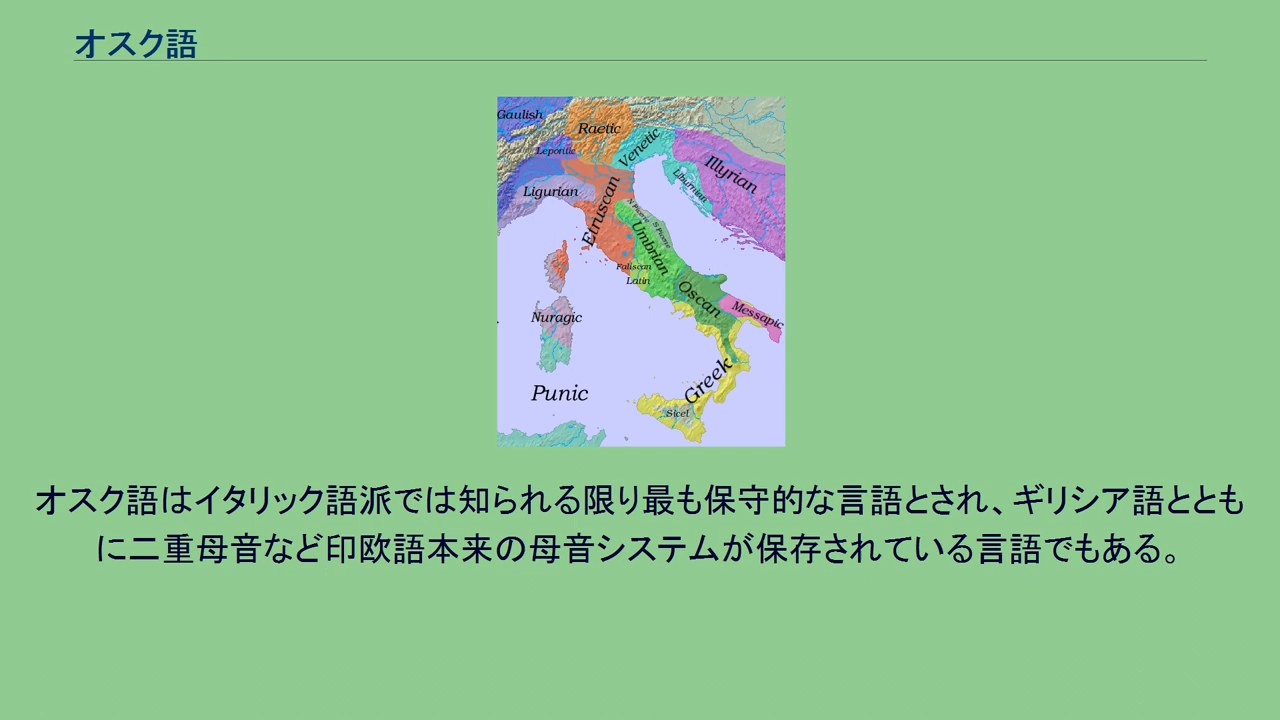 オスク語
Gaulish
Raetic
Lepontic
Venetic
Illyrian
Liburnian
Ligurian
Etruscan
N Picene
S Picene
Umbrian
Faliscan
Latin
Oscan
Messapic
Nuragic
Greek
Punic
Sicel
オスク語はイタリック語派では知られる限り最も保守的な言語とされ、ギリシア語ととも
に二重母音など印欧語本来の母音システムが保存されている言語でもある。